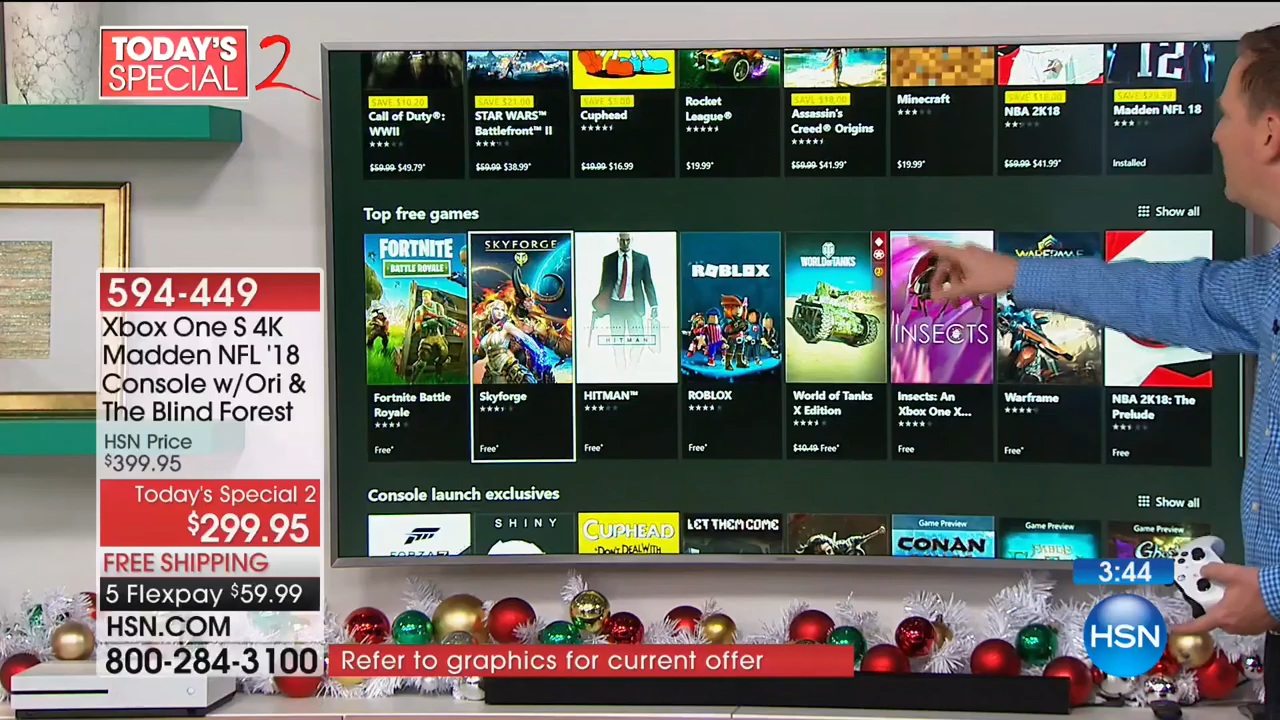 TODAY'S
SPECIAL 2
SAVE $10.20
Call of Duty®:
WWII
$59.99 $49.79*
SAVE $21.00
STAR WARS™
Battlefront™ II
$59.99 $38.99*
SAVE $3.00
Cuphead
$19.99 $16.99
Rocket
League®
$19.99*
SAVE $18.00
Assassin's
Creed® Origins
$59.99 $41.99*
Minecraft
$19.99*
SAVE $18.00
NBA 2K18
$59.99 $41.99*
12
Madden NFL 18
Installed
Top free games
Show all
FORTNITE
BATTLE ROYALE
Fortnite Battle
Royale
Free*
SKYFORGE
Skyforge
Free*
HITMAN
HITMAN™
Free*
ROBLOX
ROBLOX
Free*
WORLD OF TANKS
World of Tanks
X Edition
$10.49 Free*
INSECTS
Insects: An
Xbox One X...
Free
WARFRAME
Warframe
Free*
NBA 2K18: The
Prelude
Free
Console launch exclusives
Show all
FORZA 7
SHINY
CUPHEAD
"DON'T DEAL WITH
LET THEM COME
Game Preview
CONAN
Game Preview
Game Preview
594-449
Xbox One S 4K
Madden NFL '18
Console w/Ori &
The Blind Forest
HSN Price
$399.95
Today's Special 2
$299.95
FREE SHIPPING
5 Flexpay $59.99
HSN.COM
800-284-3100
Refer to graphics for current offer
3:44
HSN